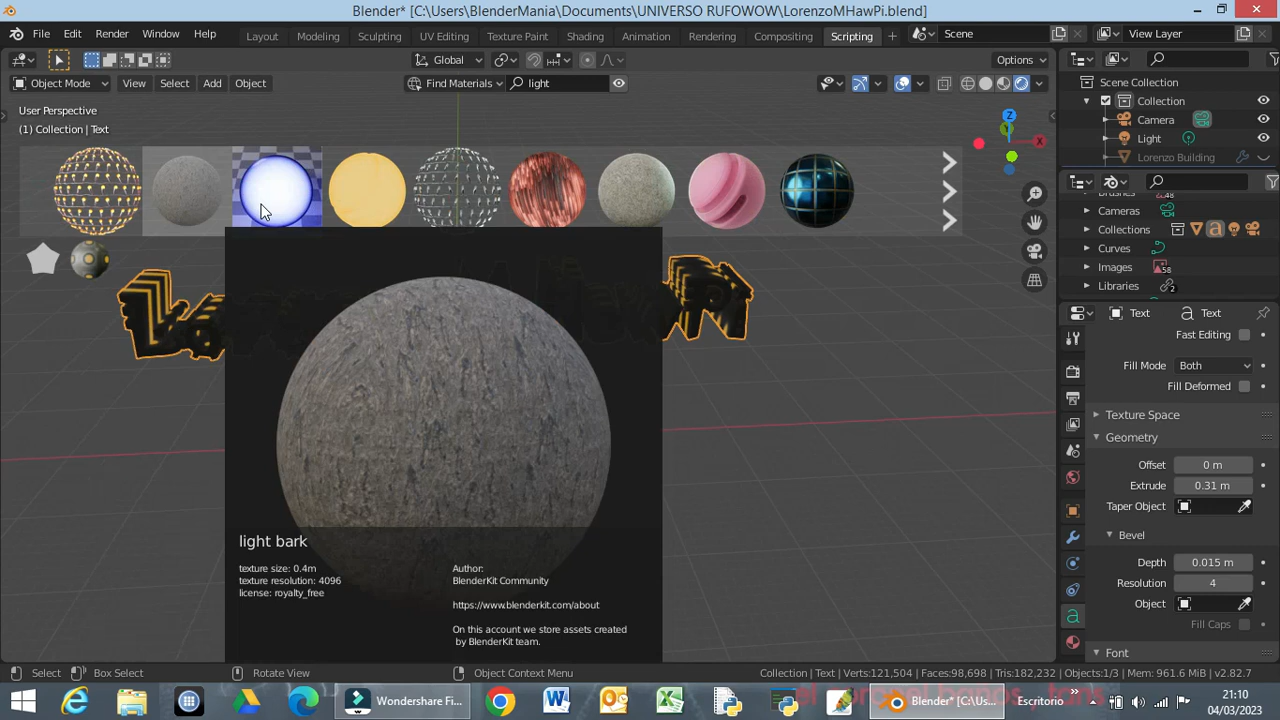 Blender* [C:\Users\BlenderMania\Documents\UNIVERSO RUFOWOW\LorenzoMHawPi.blend]
File Edit Render Window Help Layout Modeling Sculpting UV Editing Texture Paint Shading Animation Rendering Compositing Scripting + Scene View Layer
Global Options
Object Mode View Select Add Object Find Materials light
User Perspective
(1) Collection | Text
Z
X
Y
Scene Collection
Collection
Camera
Light
Lorenzo Building
Brushes 48
Cameras
Collections
Curves
Images 58
Libraries 2
Text Text
Fast Editing
Fill Mode Both
Fill Deformed
Texture Space
Geometry
Offset 0 m
Extrude 0.31 m
Taper Object
Bevel
Depth 0.015 m
Resolution 4
Object
Fill Caps
Font
light bark
texture size: 0.4m
texture resolution: 4096
license: royalty_free
Author:
BlenderKit Community
https://www.blenderkit.com/about
On this account we store assets created
by BlenderKit team.
Select Box Select Rotate View Object Context Menu Collection | Text | Verts:121,504 | Faces:98,698 | Tris:182,232 | Objects:1/3 | Mem: 961.6 MiB | v2.82.7
Wondershare Fi... Blender* [C:\Us... Escritorio
21:10
04/03/2023